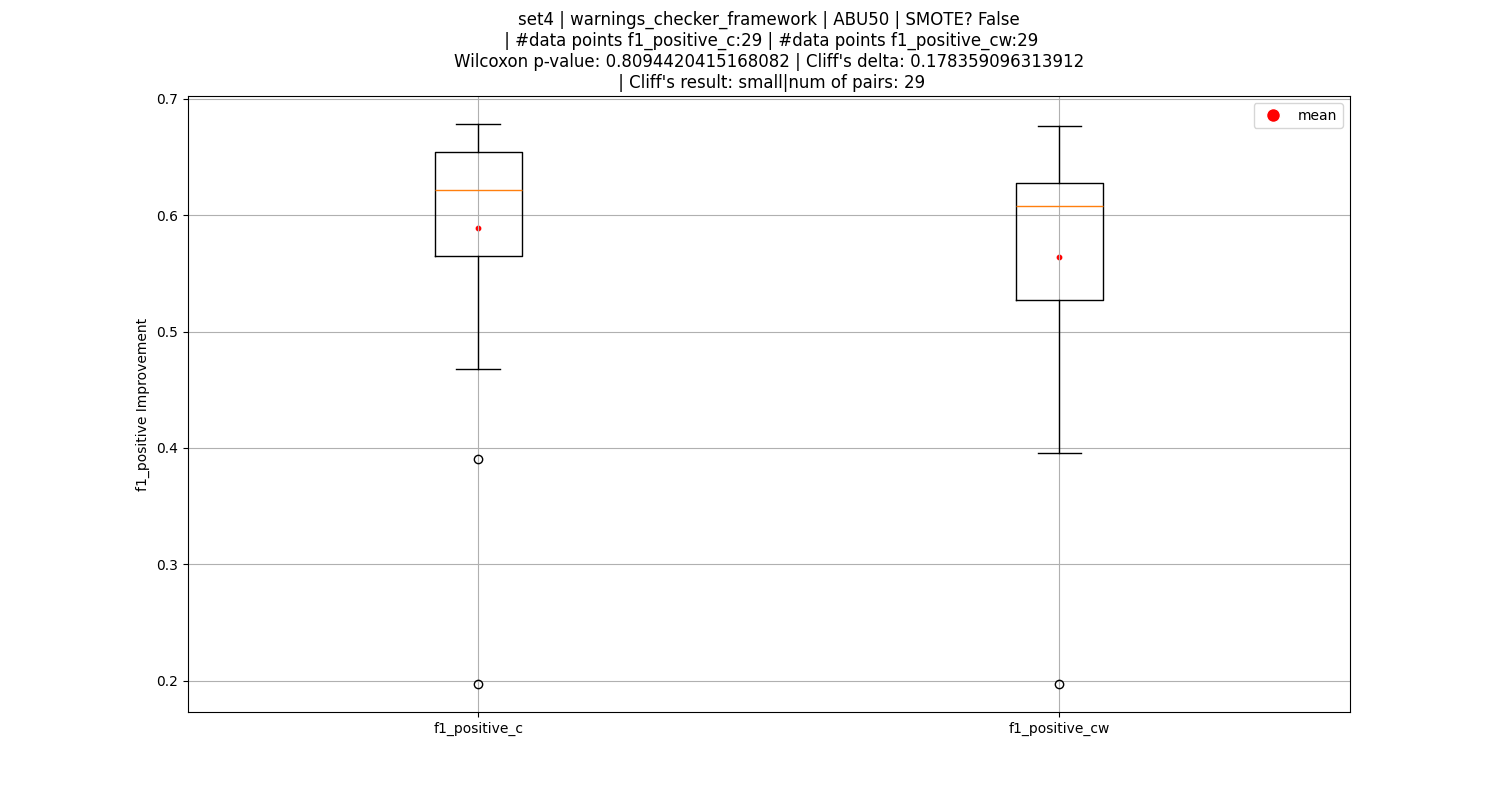 set4 | warnings_checker_framework | ABU50 | SMOTE? False
| #data points f1_positive_c:29 | #data points f1_positive_cw:29
Wilcoxon p-value: 0.8094420415168082 | Cliff's delta: 0.178359096313912
| Cliff's result: small|num of pairs: 29
mean
0.7
0.6
0.5
0.4
0.3
0.2
f1_positive Improvement
f1_positive_c
f1_positive_cw